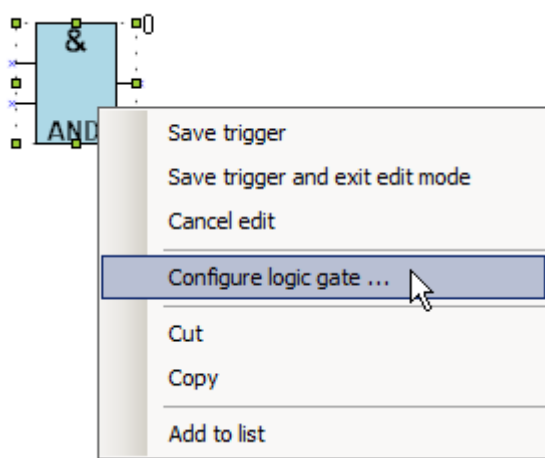 0
&
AND
Save trigger
Save trigger and exit edit mode
Cancel edit
Configure logic gate ...
Cut
Copy
Add to list